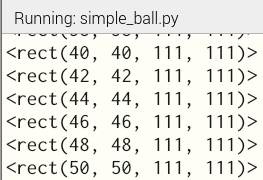 Running: simple_ball.py
<rect(40, 40, 111, 111)>
<rect(42, 42, 111, 111)>
<rect(44, 44, 111, 111)>
<rect(46, 46, 111, 111)>
<rect(48, 48, 111, 111)>
<rect(50, 50, 111, 111)>